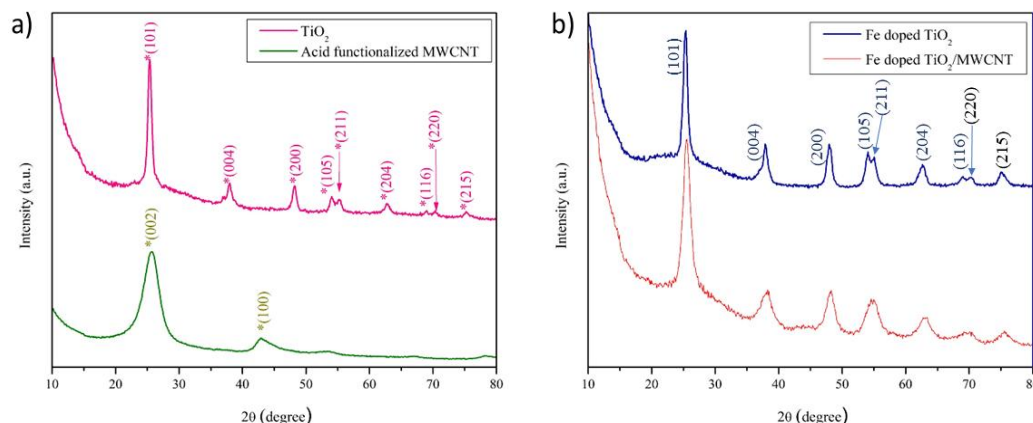 a)
TiO2
Acid functionalized MWCNT
*(101)
*(004)
*(200)
*(105)
*(211)
*(204)
*(116)
*(220)
*(215)
*(002)
*(100)
Intensity (a.u.)
10 20 30 40 50 60 70 80
2θ (degree)
b)
Fe doped TiO2
Fe doped TiO2/MWCNT
(101)
(004)
(200)
(105)
(211)
(204)
(116)
(220)
(215)
Intensity (a.u.)
10 20 30 40 50 60 70 80
2θ (degree)